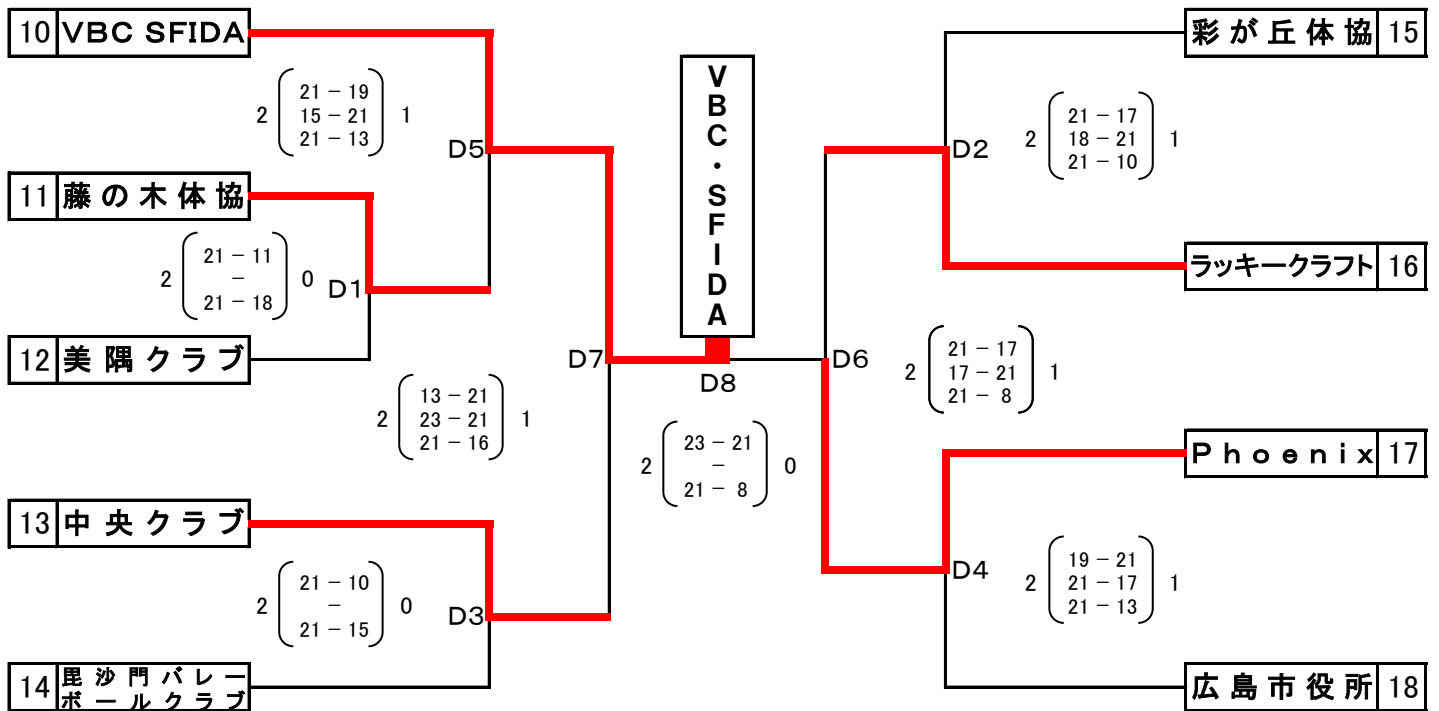 10 VBC SFIDA
2 21 － 19 1
15 － 21
21 － 13
D5
11 藤の木体協
2 21 － 11 0
－
21 － 18
D1
12 美隅クラブ
D7
2 13 － 21 1
23 － 21
21 － 16
13 中央クラブ
2 21 － 10 0
－
21 － 15
D3
14 毘沙門バレー
ボールクラブ
VBC・SFIDA
D8
2 23 － 21 0
－
21 － 8
彩が丘体協 15
D2
2 21 － 17 1
18 － 21
21 － 10
ラッキークラフト 16
D6
2 21 － 17 1
17 － 21
21 － 8
Phoenix 17
D4
2 19 － 21 1
21 － 17
21 － 13
広島市役所 18